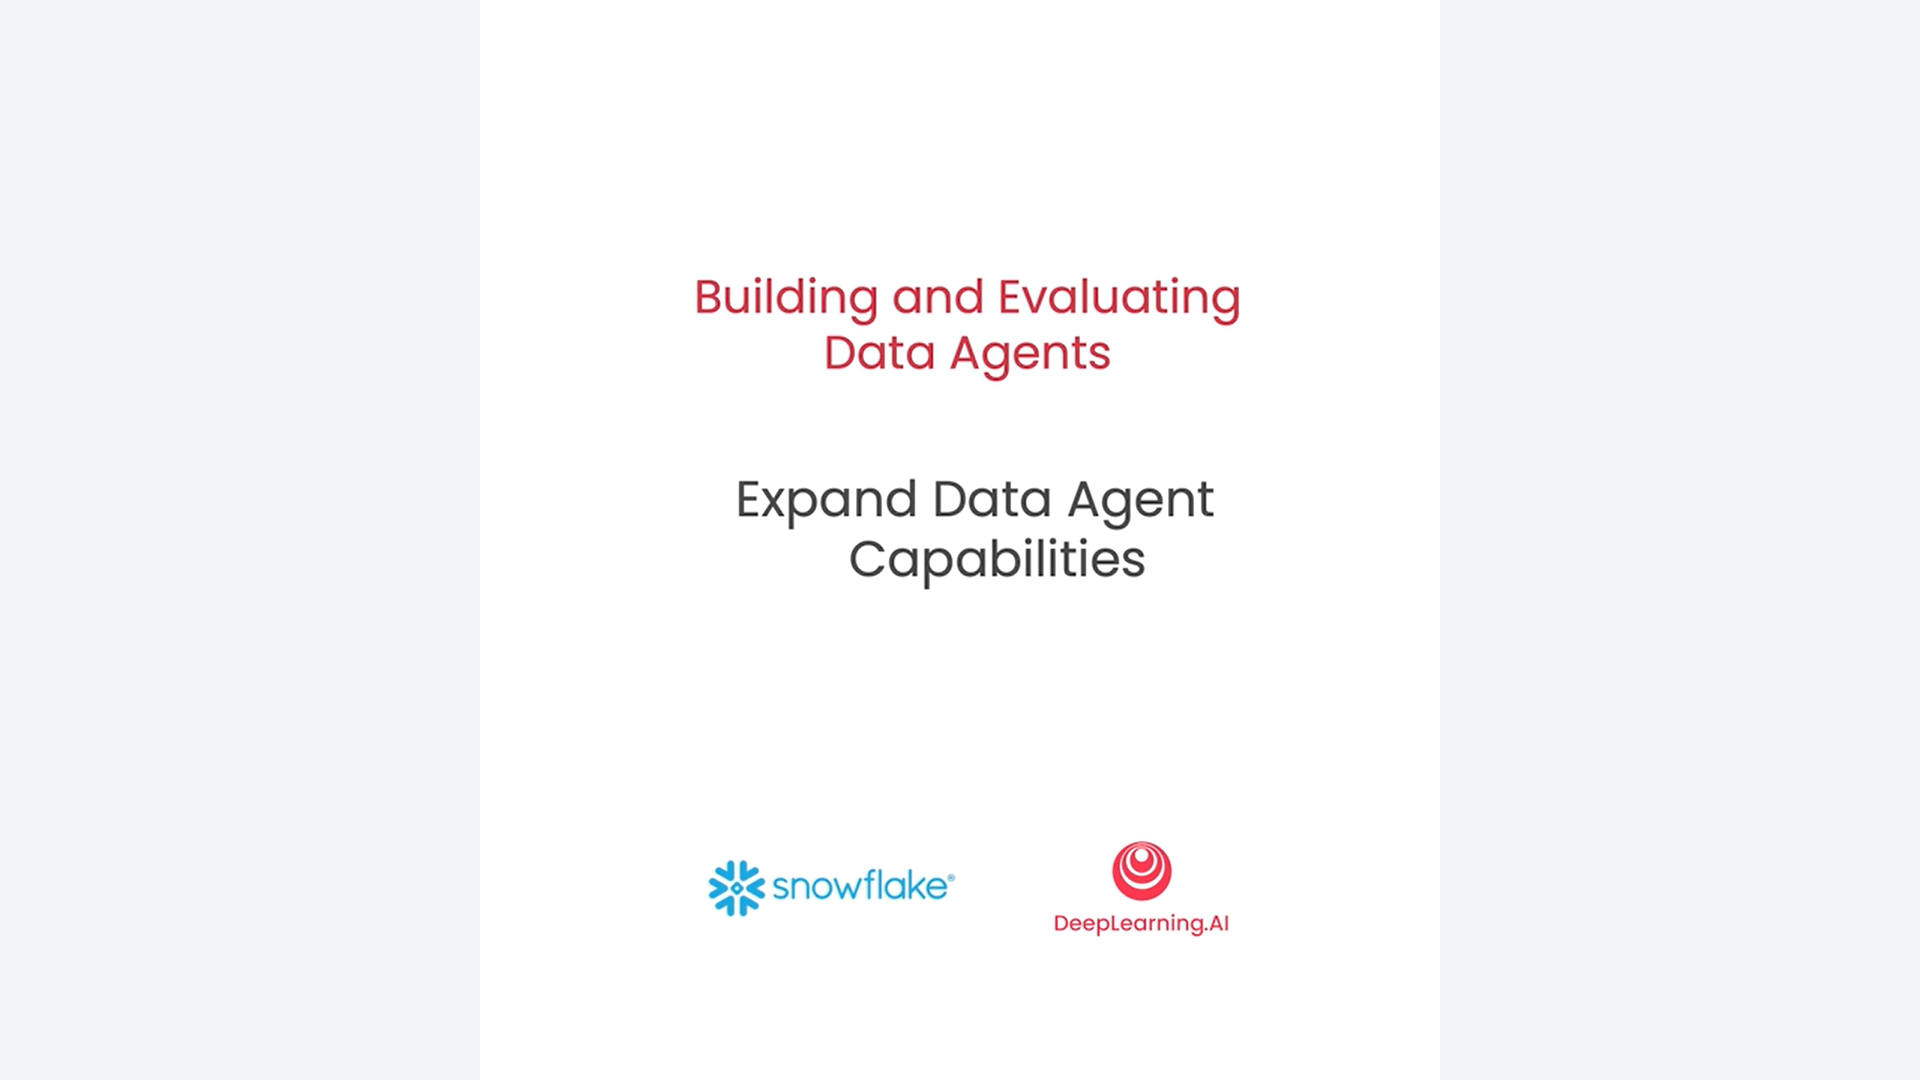 Building and Evaluating
Data Agents
Expand Data Agent
Capabilities
snowflake®
DeepLearning.AI